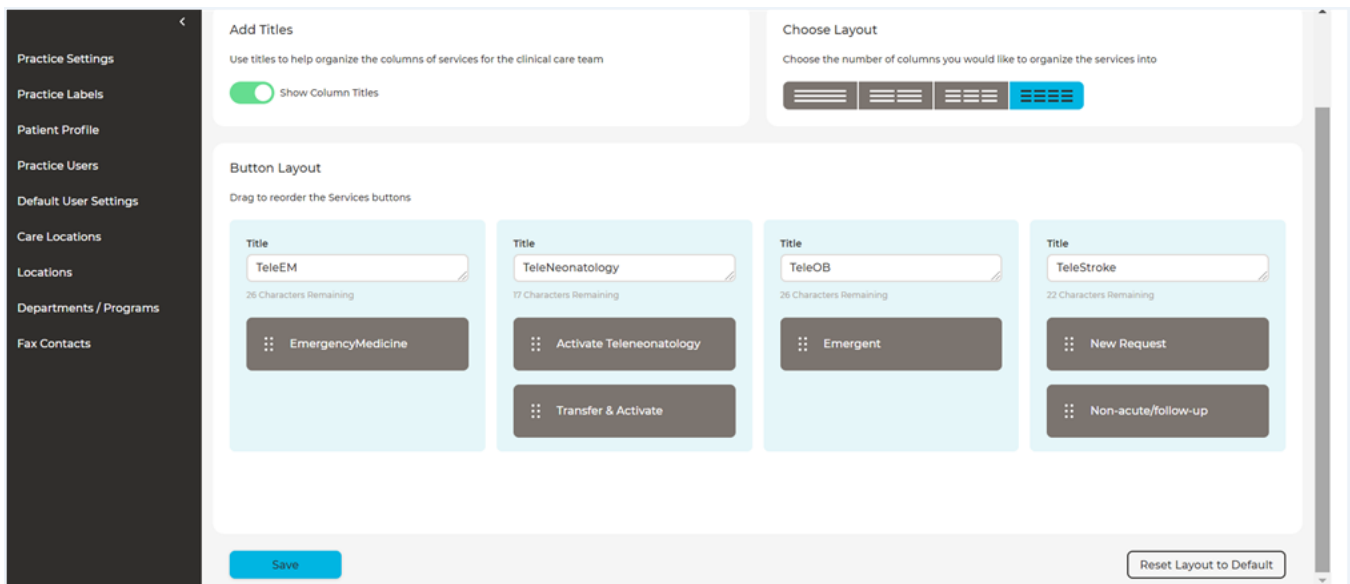 Practice Settings
Practice Labels
Patient Profile
Practice Users
Default User Settings
Care Locations
Locations
Departments / Programs
Fax Contacts
Add Titles
Use titles to help organize the columns of services for the clinical care team
Show Column Titles
Choose Layout
Choose the number of columns you would like to organize the services into
Button Layout
Drag to reorder the Services buttons
Title
TeleEM
26 Characters Remaining
EmergencyMedicine
Title
TeleNeonatology
17 Characters Remaining
Activate Teleneonatology
Transfer & Activate
Title
TeleOB
26 Characters Remaining
Emergent
Title
TeleStroke
22 Characters Remaining
New Request
Non-acute/follow-up
Save
Reset Layout to Default